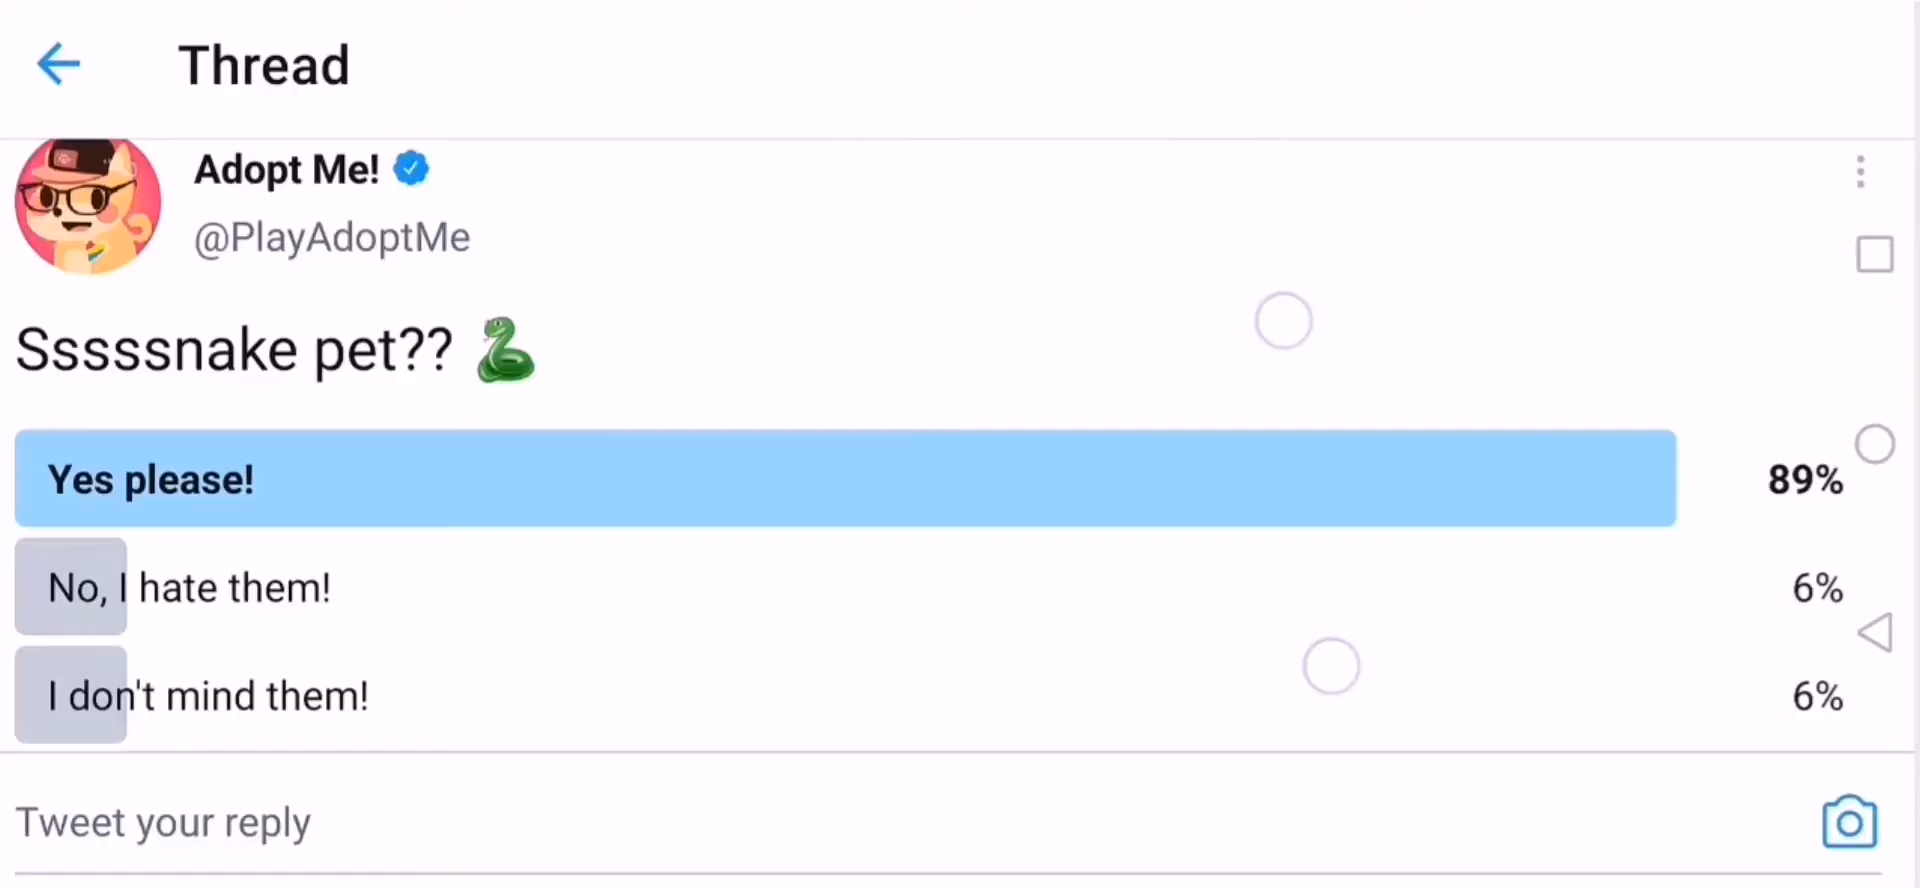 Thread
Adopt Me!
@PlayAdoptMe
Sssssnake pet?? 🐍
Yes please! 89%
No, I hate them! 6%
I don't mind them! 6%
Tweet your reply